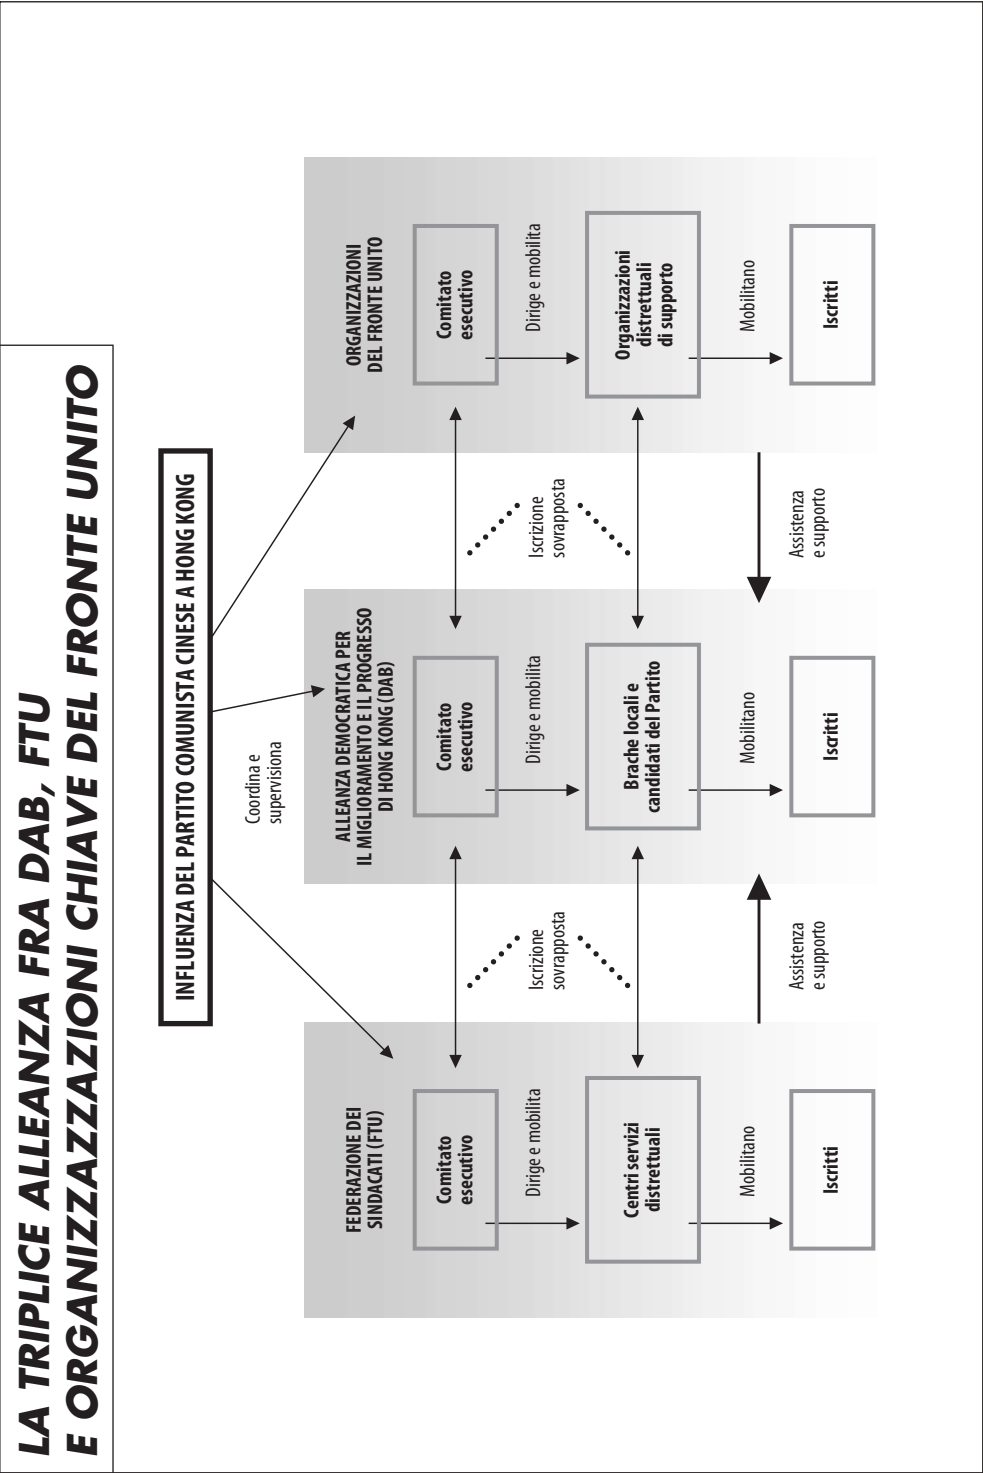 LA TRIPLICE ALLEANZA FRA DAB, FTU
E ORGANIZZAZZAZIONI CHIAVE DEL FRONTE UNITO
INFLUENZA DEL PARTITO COMUNISTA CINESE A HONG KONG
Coordina e
supervisiona
FEDERAZIONE DEI
SINDACATI (FTU)
Comitato
esecutivo
Dirige e mobilita
Centri servizi
distrettuali
Mobilitano
Iscritti
Iscrizione
sovrapposta
Assistenza
e supporto
ALLEANZA DEMOCRATICA PER
IL MIGLIORAMENTO E IL PROGRESSO
DI HONG KONG (DAB)
Comitato
esecutivo
Dirige e mobilita
Brache locali e
candidati del Partito
Mobilitano
Iscritti
Iscrizione
sovrapposta
Assistenza
e supporto
ORGANIZZAZIONI
DEL FRONTE UNITO
Comitato
esecutivo
Dirige e mobilita
Organizzazioni
distrettuali
di supporto
Mobilitano
Iscritti